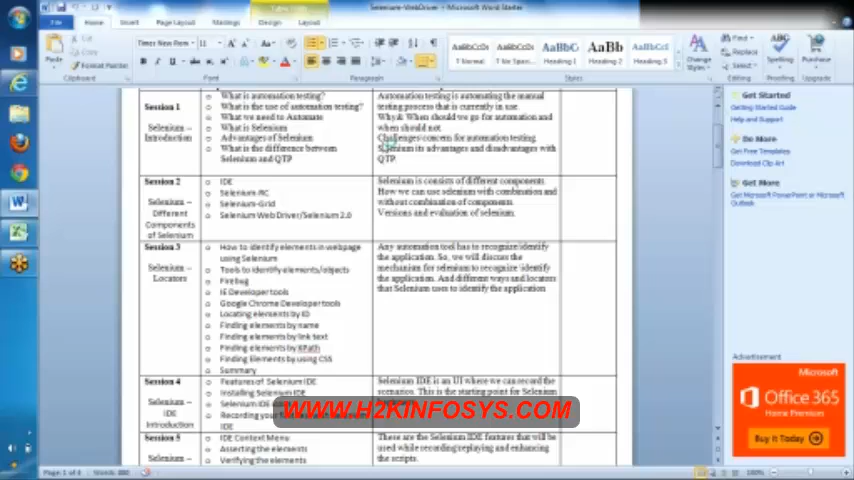 Selenium-WebDriver - Microsoft Word Starter
File Home Insert Page Layout Mailings Design Layout
Cut
Copy
Format Painter
Paste
Clipboard
Times New Rom 11
Font
Paragraph
AaBbCcDc AaBbCcDc AaBbC AaBb AaBbCcI
¶ Normal ¶ No Spac... Heading 1 Heading 2 Heading 3
Styles
Change Styles
Find
Replace
Select
Editing
Spelling
Proofing
Purchase
Upgrade
Session 1
Selenium –
Introduction
o What is automation testing?
o What is the use of automation testing?
o What we need to Automate
o What is Selenium
o Advantages of Selenium
o What is the difference between
Selenium and QTP
Automation testing is automating the manual
testing process that is currently in use
Why& When should we go for automation and
when should not
Challenges/concern for automation testing
Selenium its advantages and disadvantages with
QTP
Session 2
Selenium –
Different
Components
of Selenium
o IDE
o Selenium-RC
o Selenium-Grid
o Selenium WebDriver/Selenium 2.0
Selenium is consists of different components
How we can use selenium with combination and
without combination of components
Versions and evaluation of selenium
Session 3
Selenium –
Locators
o How to identify elements in webpage
using Selenium
o Tools to identify elements/objects
o Firebug
o IE Developer tools
o Google Chrome Developer tools
o Locating elements by ID
o Finding elements by name
o Finding elements by link text
o Finding elements by XPath
o Finding Elements by using CSS
o Summary
Any automation tool has to recognize/identify
the application. So, we will discuss the
mechanism for selenium to recognize \identify
the application. And different ways and locators
that Selenium uses to identify the application
Session 4
Selenium –
IDE
Introduction
o Features of Selenium IDE
o Installing Selenium IDE
o Selenium IDE
o Recording your
IDE
Selenium IDE is an UI where we can record the
scenarios. This is the starting point for Selenium
WWW.H2KINFOSYS.COM
Session 5
Selenium –
o IDE Context Menu
o Asserting the elements
o Verifying the elements
These are the Selenium IDE features that will be
used while recording/replaying and enhancing
the scripts.
Get Started
Getting Started Guide
Help and Support
Do More
Get Free Templates
Download Clip Art
Get More
Get Microsoft PowerPoint or Microsoft
Outlook
Advertisement
Microsoft
Office 365
Home Premium
Buy it Today
100%